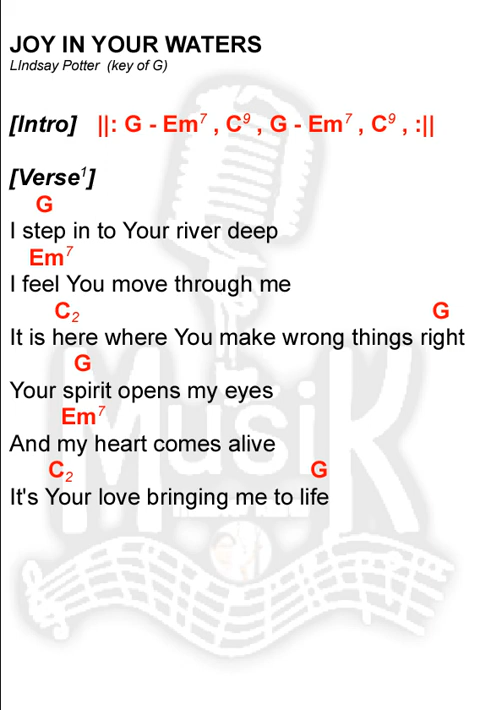 JOY IN YOUR WATERS
LIndsay Potter (key of G)
[Intro] ||: G - Em⁷ , C⁹ , G - Em⁷ , C⁹ , :||
[Verse¹]
G
I step in to Your river deep
Em⁷
I feel You move through me
C₂ G
It is here where You make wrong things right
G
Your spirit opens my eyes
Em⁷
And my heart comes alive
C₂ G
It's Your love bringing me to life
MusiK